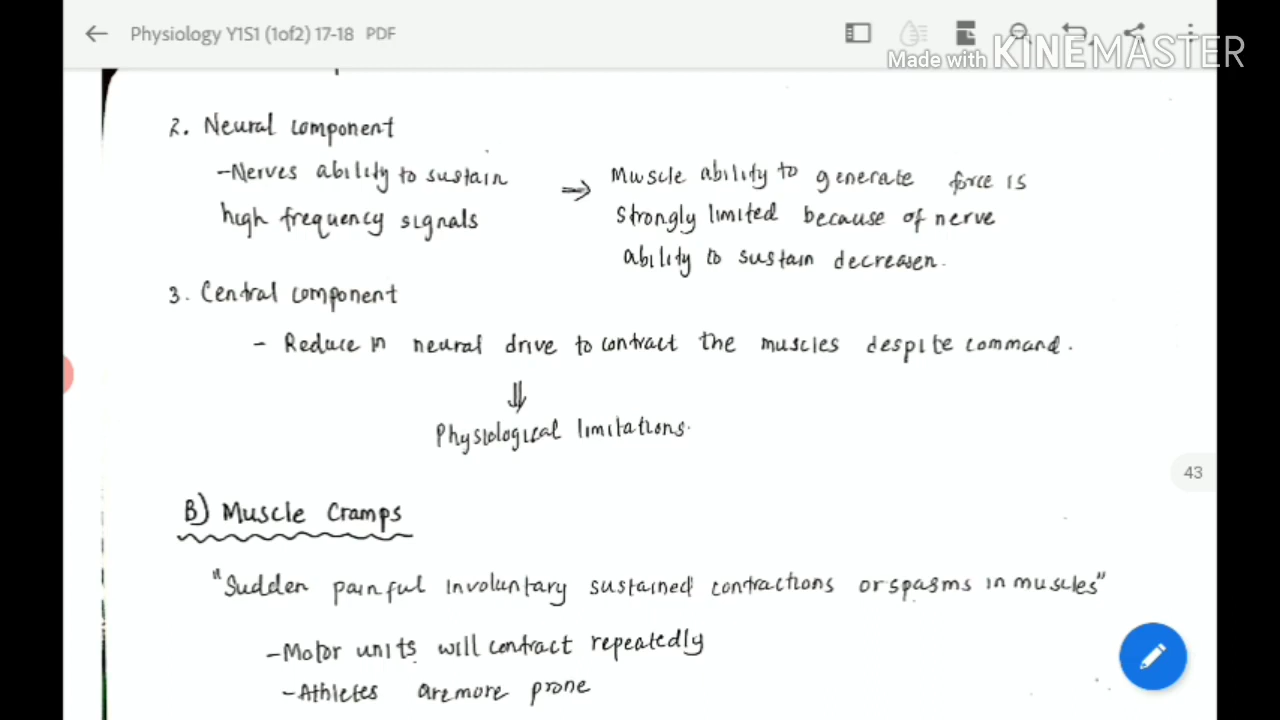 Physiology Y1S1 (1of2) 17-18 PDF
Made with KINEMASTER
2. Neural component
-Nerves ability to sustain
high frequency signals
⇒ Muscle ability to generate force is
strongly limited because of nerve
ability to sustain decreasen.
3. Central component
- Reduce in neural drive to contract the muscles despite command.
⇓
Physiological limitations.
43
B) Muscle Cramps
"Sudden painful involuntary sustained contractions or spasms in muscles"
-Motor units will contract repeatedly
-Athletes are more prone